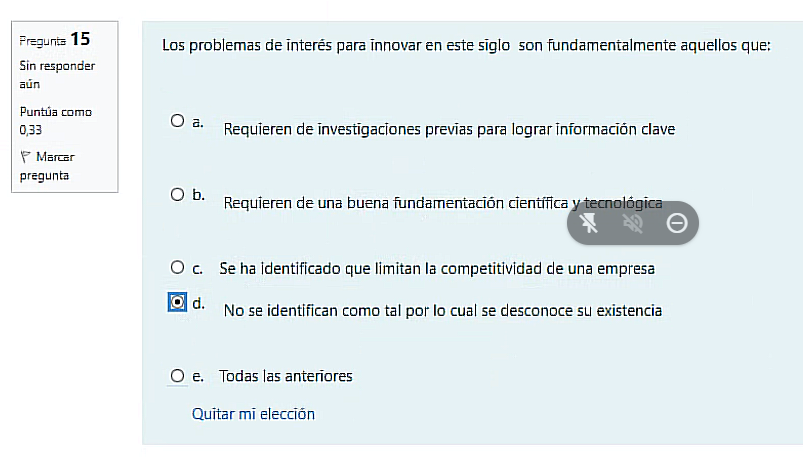 Pregunta 15
Sin responder
aún
Puntúa como
0,33
Marcar
pregunta
Los problemas de interés para innovar en este siglo son fundamentalmente aquellos que:
a. Requieren de investigaciones previas para lograr información clave
b. Requieren de una buena fundamentación científica y tecnológica
c. Se ha identificado que limitan la competitividad de una empresa
d. No se identifican como tal por lo cual se desconoce su existencia
e. Todas las anteriores
Quitar mi elección